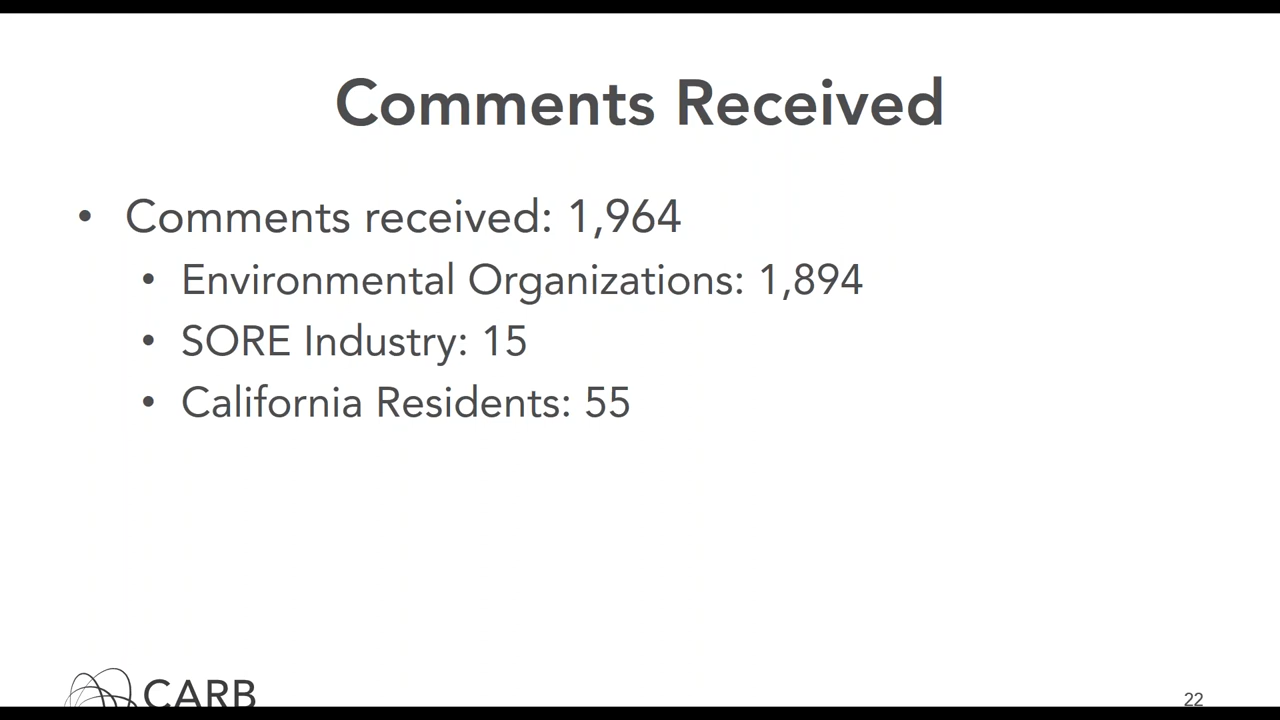 Comments Received
• Comments received: 1,964
• Environmental Organizations: 1,894
• SORE Industry: 15
• California Residents: 55
CARB
22